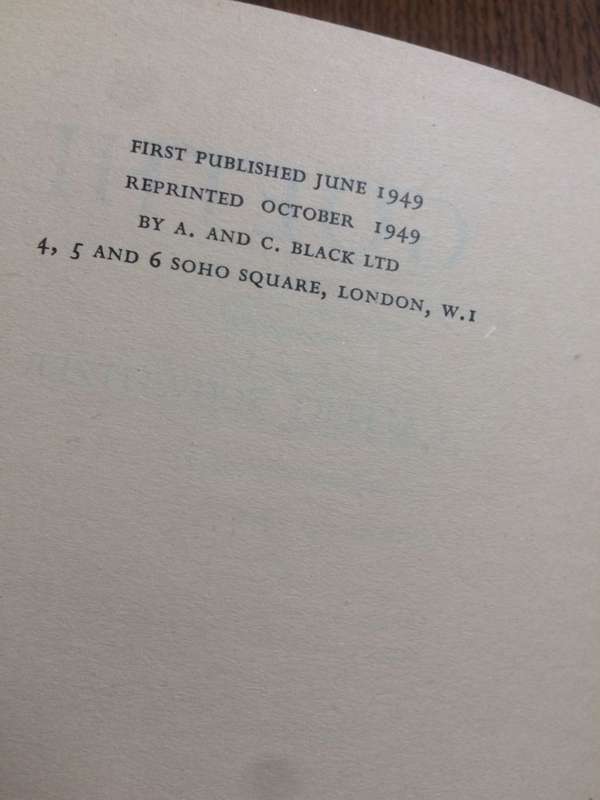 FIRST PUBLISHED JUNE 1949
REPRINTED OCTOBER 1949
BY A. AND C. BLACK LTD
4, 5 AND 6 SOHO SQUARE, LONDON, W.1